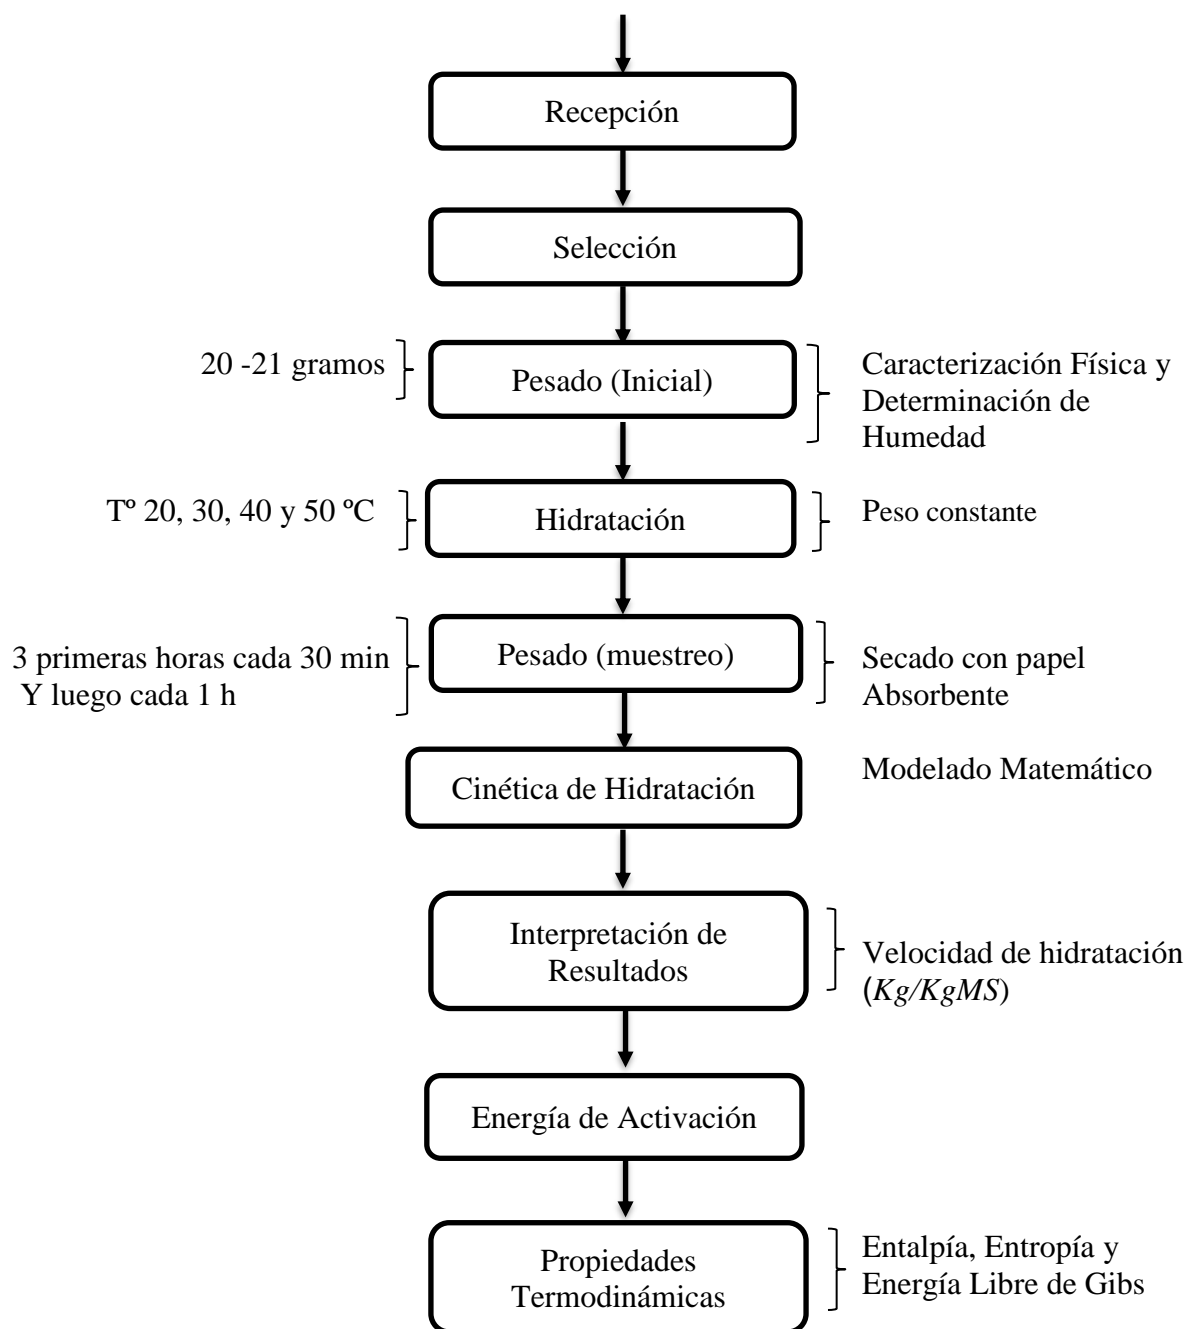 Recepción
Selección
20 -21 gramos
Pesado (Inicial)
Caracterización Física y
Determinación de
Humedad
Tº 20, 30, 40 y 50 ºC
Hidratación
Peso constante
3 primeras horas cada 30 min
Y luego cada 1 h
Pesado (muestreo)
Secado con papel
Absorbente
Cinética de Hidratación
Modelado Matemático
Interpretación de
Resultados
Velocidad de hidratación
(Kg/KgMS)
Energía de Activación
Propiedades
Termodinámicas
Entalpía, Entropía y
Energía Libre de Gibs